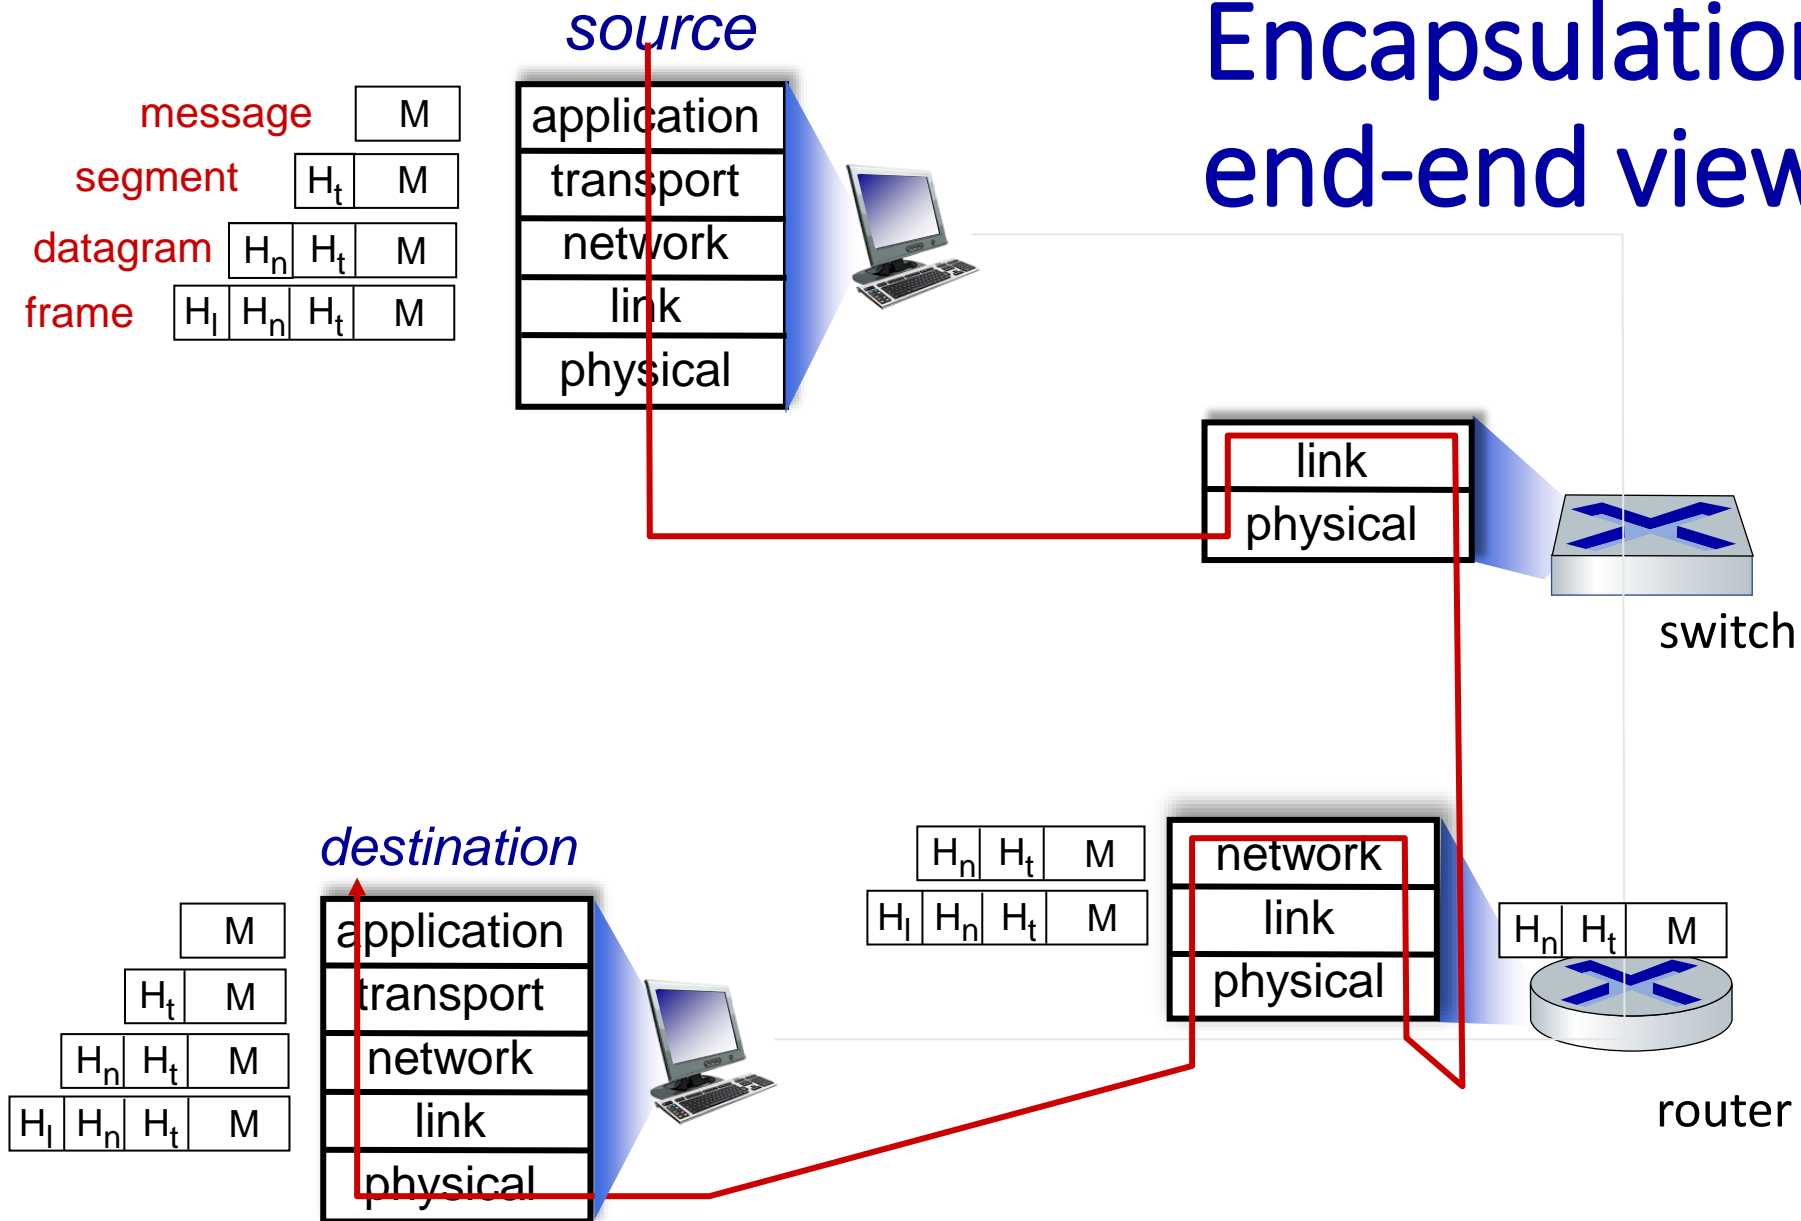 source
Encapsulation
end-end view
message M
segment Ht M
datagram Hn Ht M
frame Hl Hn Ht M
application
transport
network
link
physical
link
physical
switch
destination
M
Ht M
Hn Ht M
Hl Hn Ht M
application
transport
network
link
physical
Hn Ht M
Hl Hn Ht M
network
link
physical
Hn Ht M
router